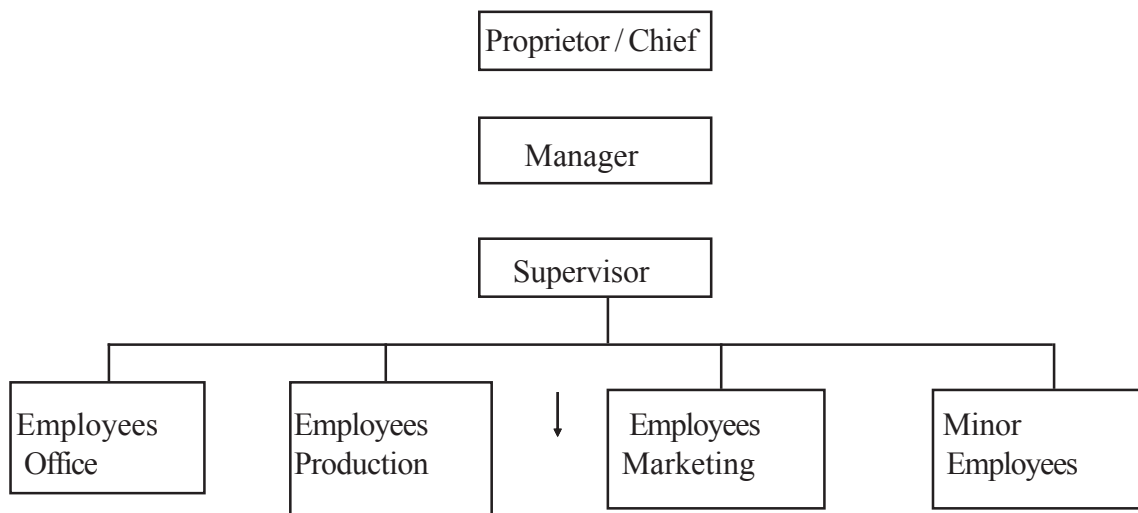 Proprietor / Chief
Manager
Supervisor
Employees
Office
Employees
Production
Employees
Marketing
Minor
Employees